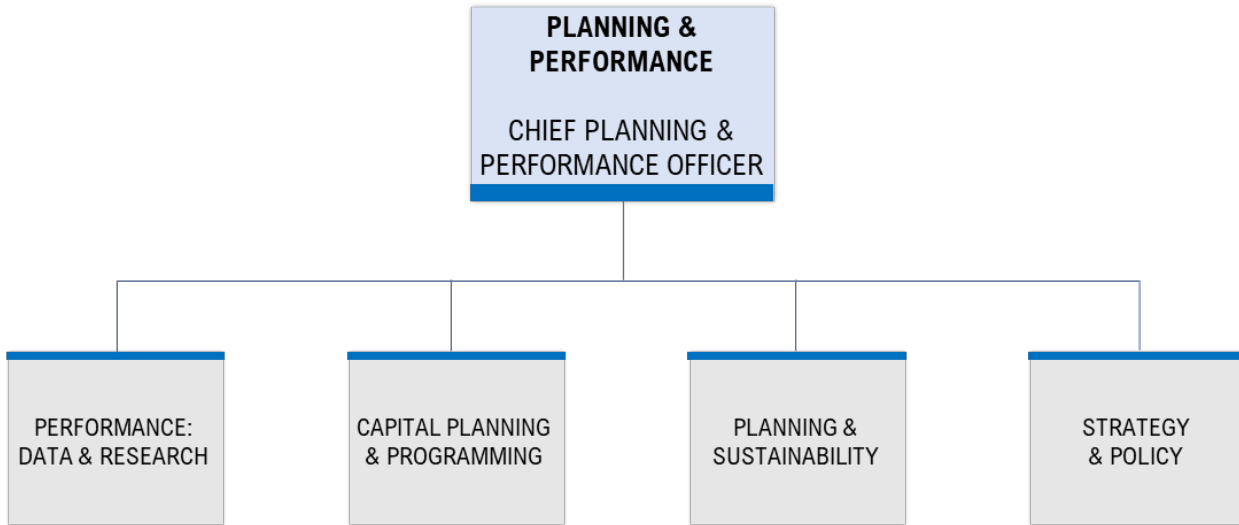 PLANNING &
PERFORMANCE
CHIEF PLANNING &
PERFORMANCE OFFICER
PERFORMANCE:
DATA & RESEARCH
CAPITAL PLANNING
& PROGRAMMING
PLANNING &
SUSTAINABILITY
STRATEGY
& POLICY